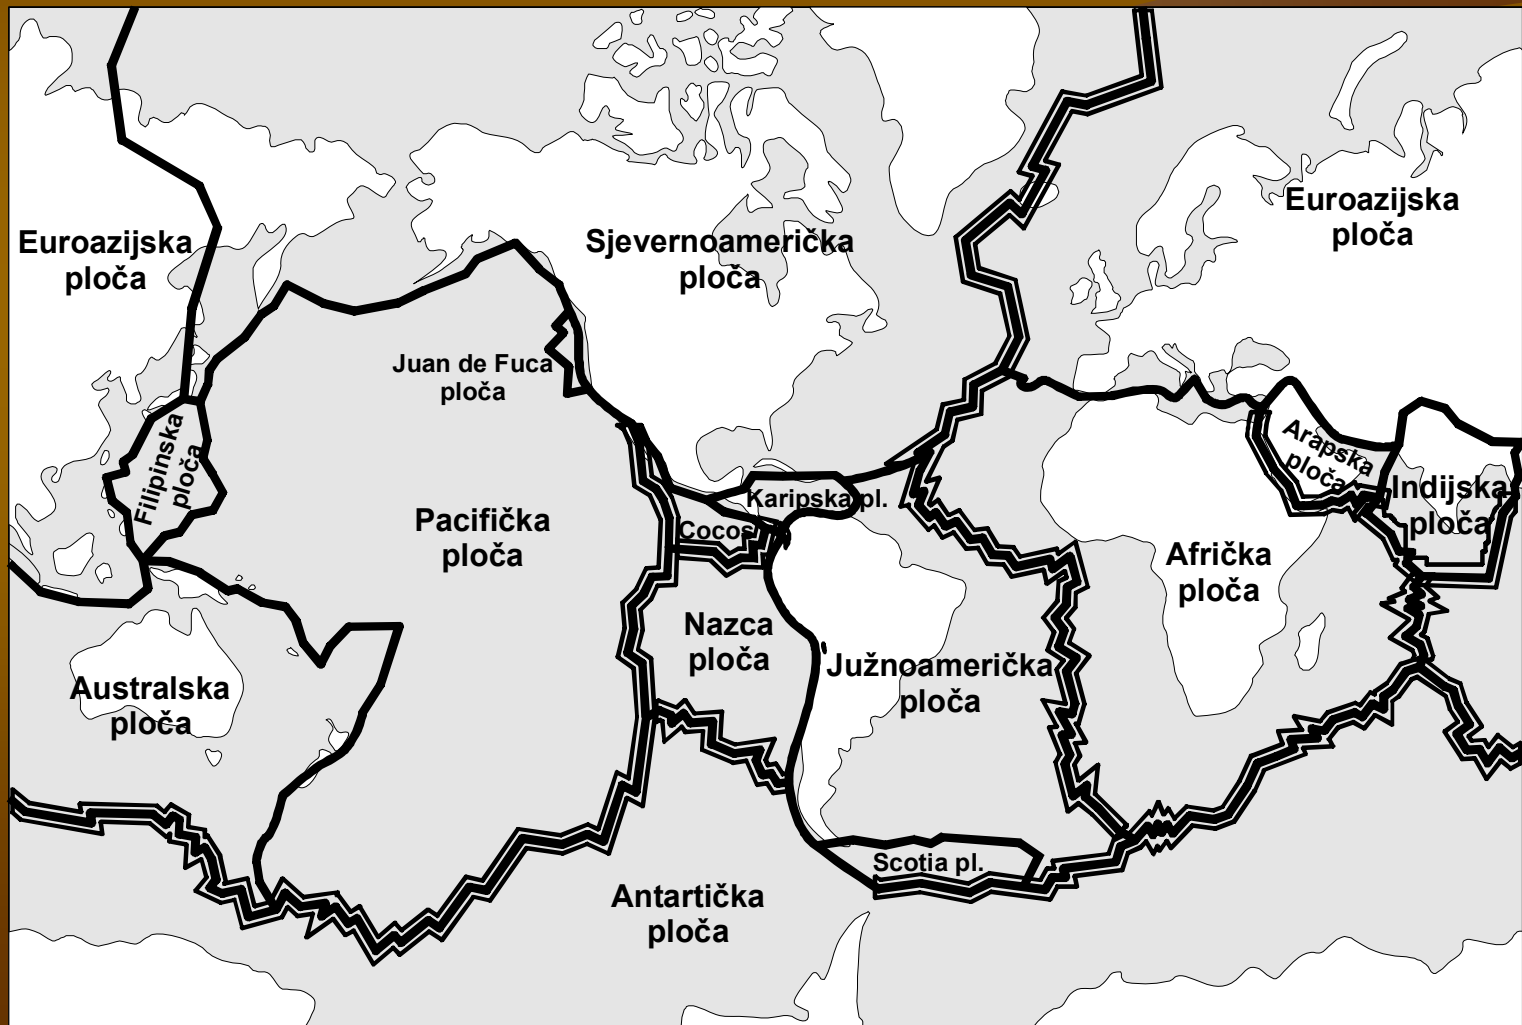 Euroazijska
ploča
Sjevernoamerička
ploča
Euroazijska
ploča
Juan de Fuca
ploča
Filipinska
ploča
Arapska
ploča
Indijska
ploča
Karipska pl.
Cocos
Pacifička
ploča
Afrička
ploča
Nazca
ploča
Južnoamerička
ploča
Australska
ploča
Scotia pl.
Antartička
ploča